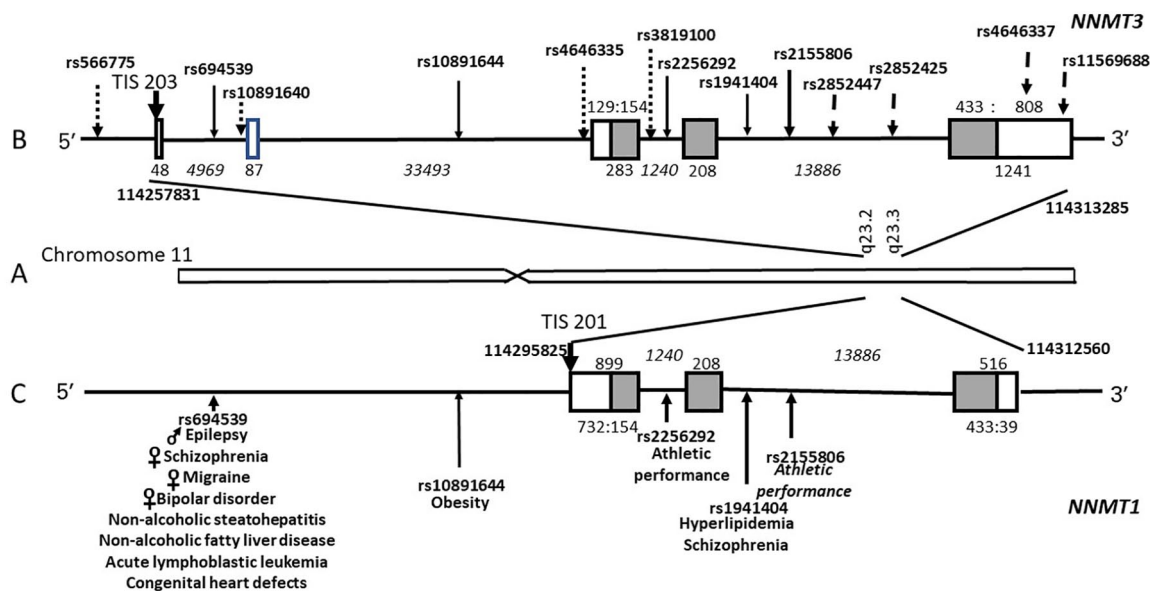 NNMT3
rs566775
TIS 203
rs694539
rs10891640
rs10891644
rs4646335
rs3819100
rs2256292
rs1941404
rs2155806
rs2852447
rs2852425
rs4646337
rs11569688
129:154
433 : 808
B
5′
3′
48
4969
87
33493
283
1240
208
13886
1241
114257831
114313285
q23.2
q23.3
Chromosome 11
A
TIS 201
114295825
114312560
899
1240
208
13886
516
C
5′
3′
732:154
433:39
rs694539
♂ Epilepsy
♀ Schizophrenia
♀ Migraine
♀ Bipolar disorder
Non-alcoholic steatohepatitis
Non-alcoholic fatty liver disease
Acute lymphoblastic leukemia
Congenital heart defects
rs10891644
Obesity
rs2256292
Athletic
performance
rs2155806
Athletic
performance
rs1941404
Hyperlipidemia
Schizophrenia
NNMT1